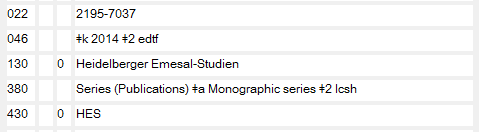 022 2195-7037
046 ǂk 2014 ǂ2 edtf
130 0 Heidelberger Emesal-Studien
380 Series (Publications) ǂa Monographic series ǂ2 lcsh
430 0 HES